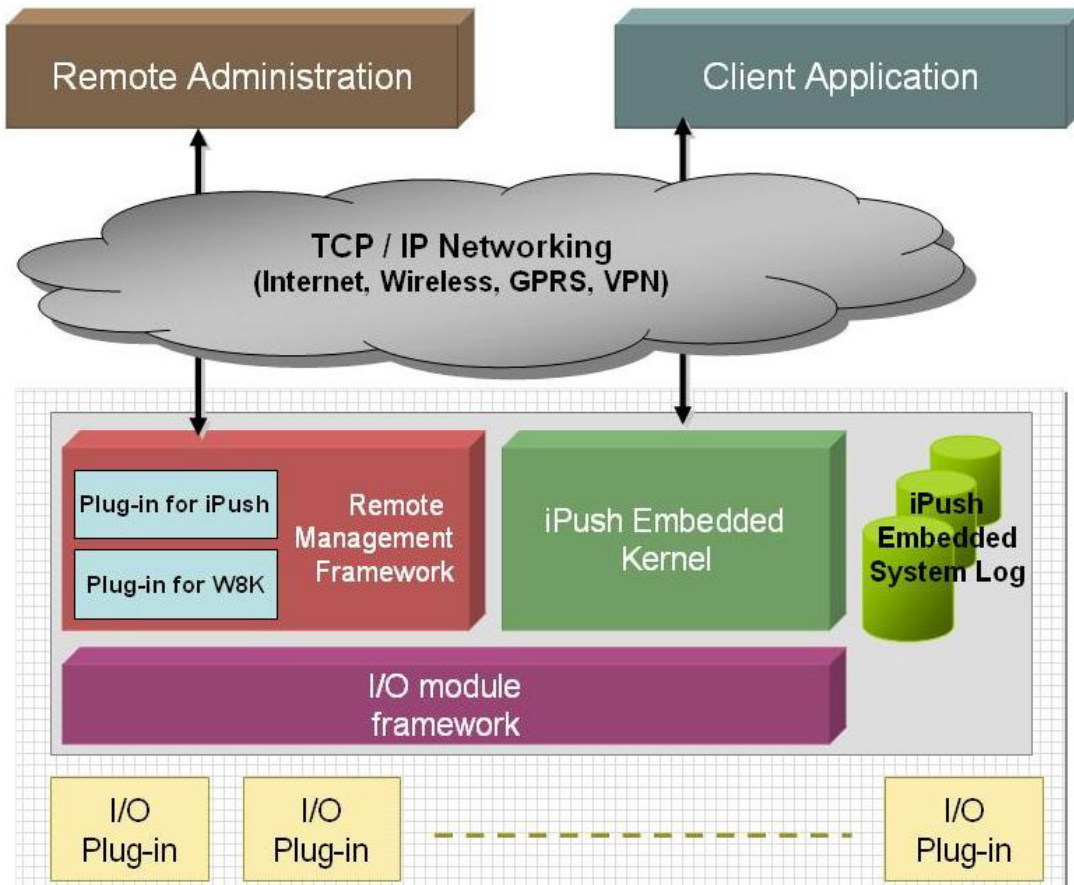 Remote Administration
Client Application
TCP / IP Networking
(Internet, Wireless, GPRS, VPN)
Plug-in for iPush
Plug-in for W8K
Remote
Management
Framework
iPush Embedded
Kernel
iPush
Embedded
System Log
I/O module
framework
I/O
Plug-in
I/O
Plug-in
I/O
Plug-in